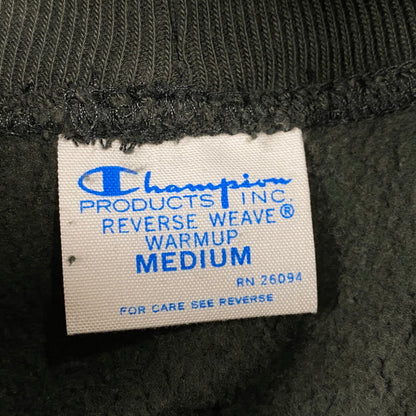 Champion
PRODUCTS INC.
REVERSE WEAVE®
WARMUP
MEDIUM
RN 26094
FOR CARE SEE REVERSE